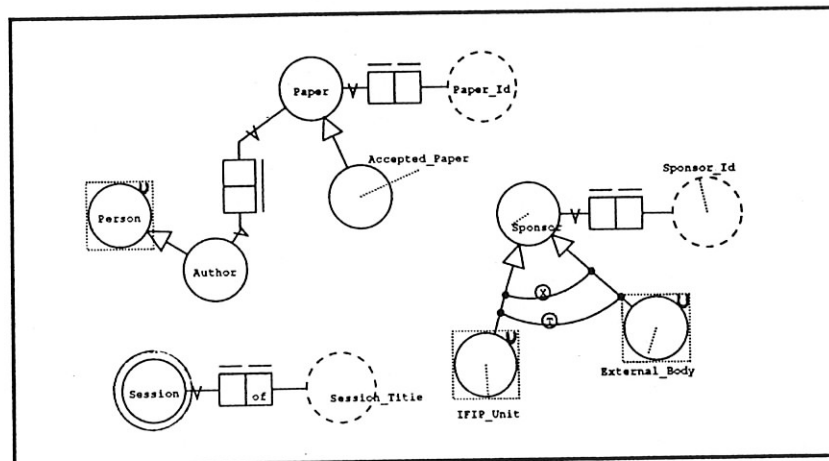 Paper
Paper_Id
Accepted_Paper
Sponsor_Id
U
Person
Sponsor
Author
X
T
U
U
External_Body
Session
of
Session_Title
IFIP_Unit